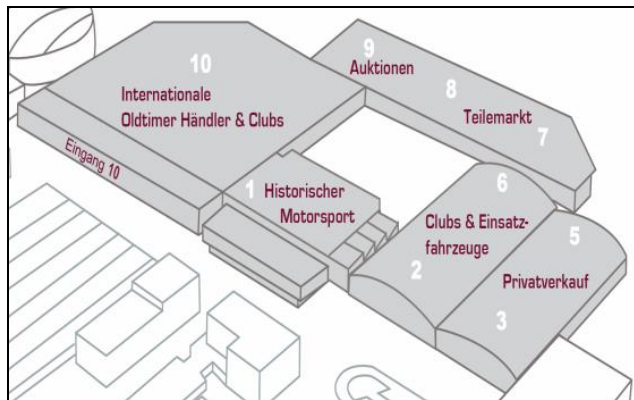 10
Internationale
Oldtimer Händler & Clubs
Eingang 10
9
Auktionen
8
Teilemarkt
7
1
Historischer
Motorsport
6
Clubs & Einsatz-
fahrzeuge
2
5
Privatverkauf
3